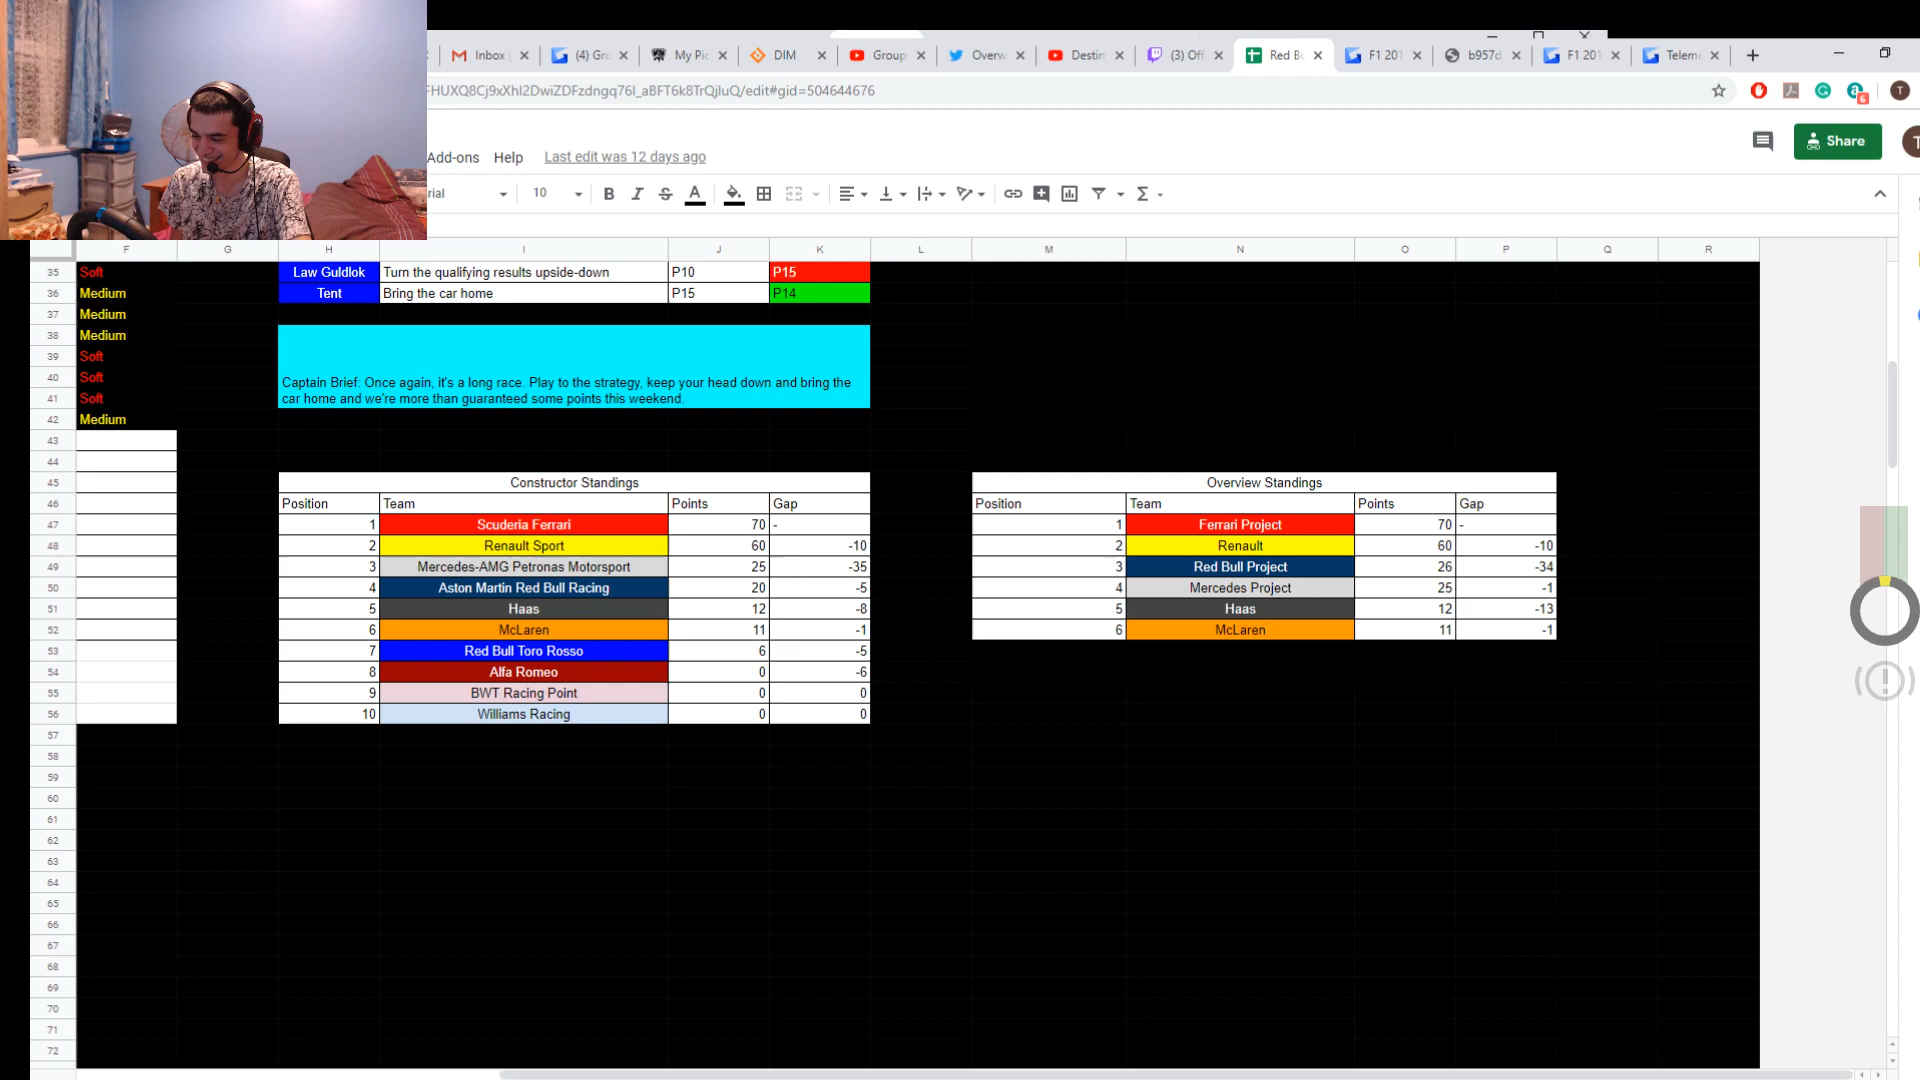 Inbox
(4) Gro
My Pic
DIM
Group
Overw
Destin
(3) Offl
Red Bu
F1 201
b957d
F1 201
Teleme
edit#gid=504644676
T
6
Add-ons Help Last edit was 12 days ago
Share
rial 10
F G H I J K L M N O P Q R
35 Soft Law Guldlok Turn the qualifying results upside-down P10 P15
36 Medium Tent Bring the car home P15 P14
37 Medium
38 Medium
39 Soft
40 Soft
41 Soft
42 Medium
Captain Brief: Once again, it's a long race. Play to the strategy, keep your head down and bring the
car home and we're more than guaranteed some points this weekend.
43
44
45 Constructor Standings Overview Standings
46 Position Team Points Gap Position Team Points Gap
47 1 Scuderia Ferrari 70 - 1 Ferrari Project 70 -
48 2 Renault Sport 60 -10 2 Renault 60 -10
49 3 Mercedes-AMG Petronas Motorsport 25 -35 3 Red Bull Project 26 -34
50 4 Aston Martin Red Bull Racing 20 -5 4 Mercedes Project 25 -1
51 5 Haas 12 -8 5 Haas 12 -13
52 6 McLaren 11 -1 6 McLaren 11 -1
53 7 Red Bull Toro Rosso 6 -5
54 8 Alfa Romeo 0 -6
55 9 BWT Racing Point 0 0
56 10 Williams Racing 0 0
57
58
59
60
61
62
63
64
65
66
67
68
69
70
71
72